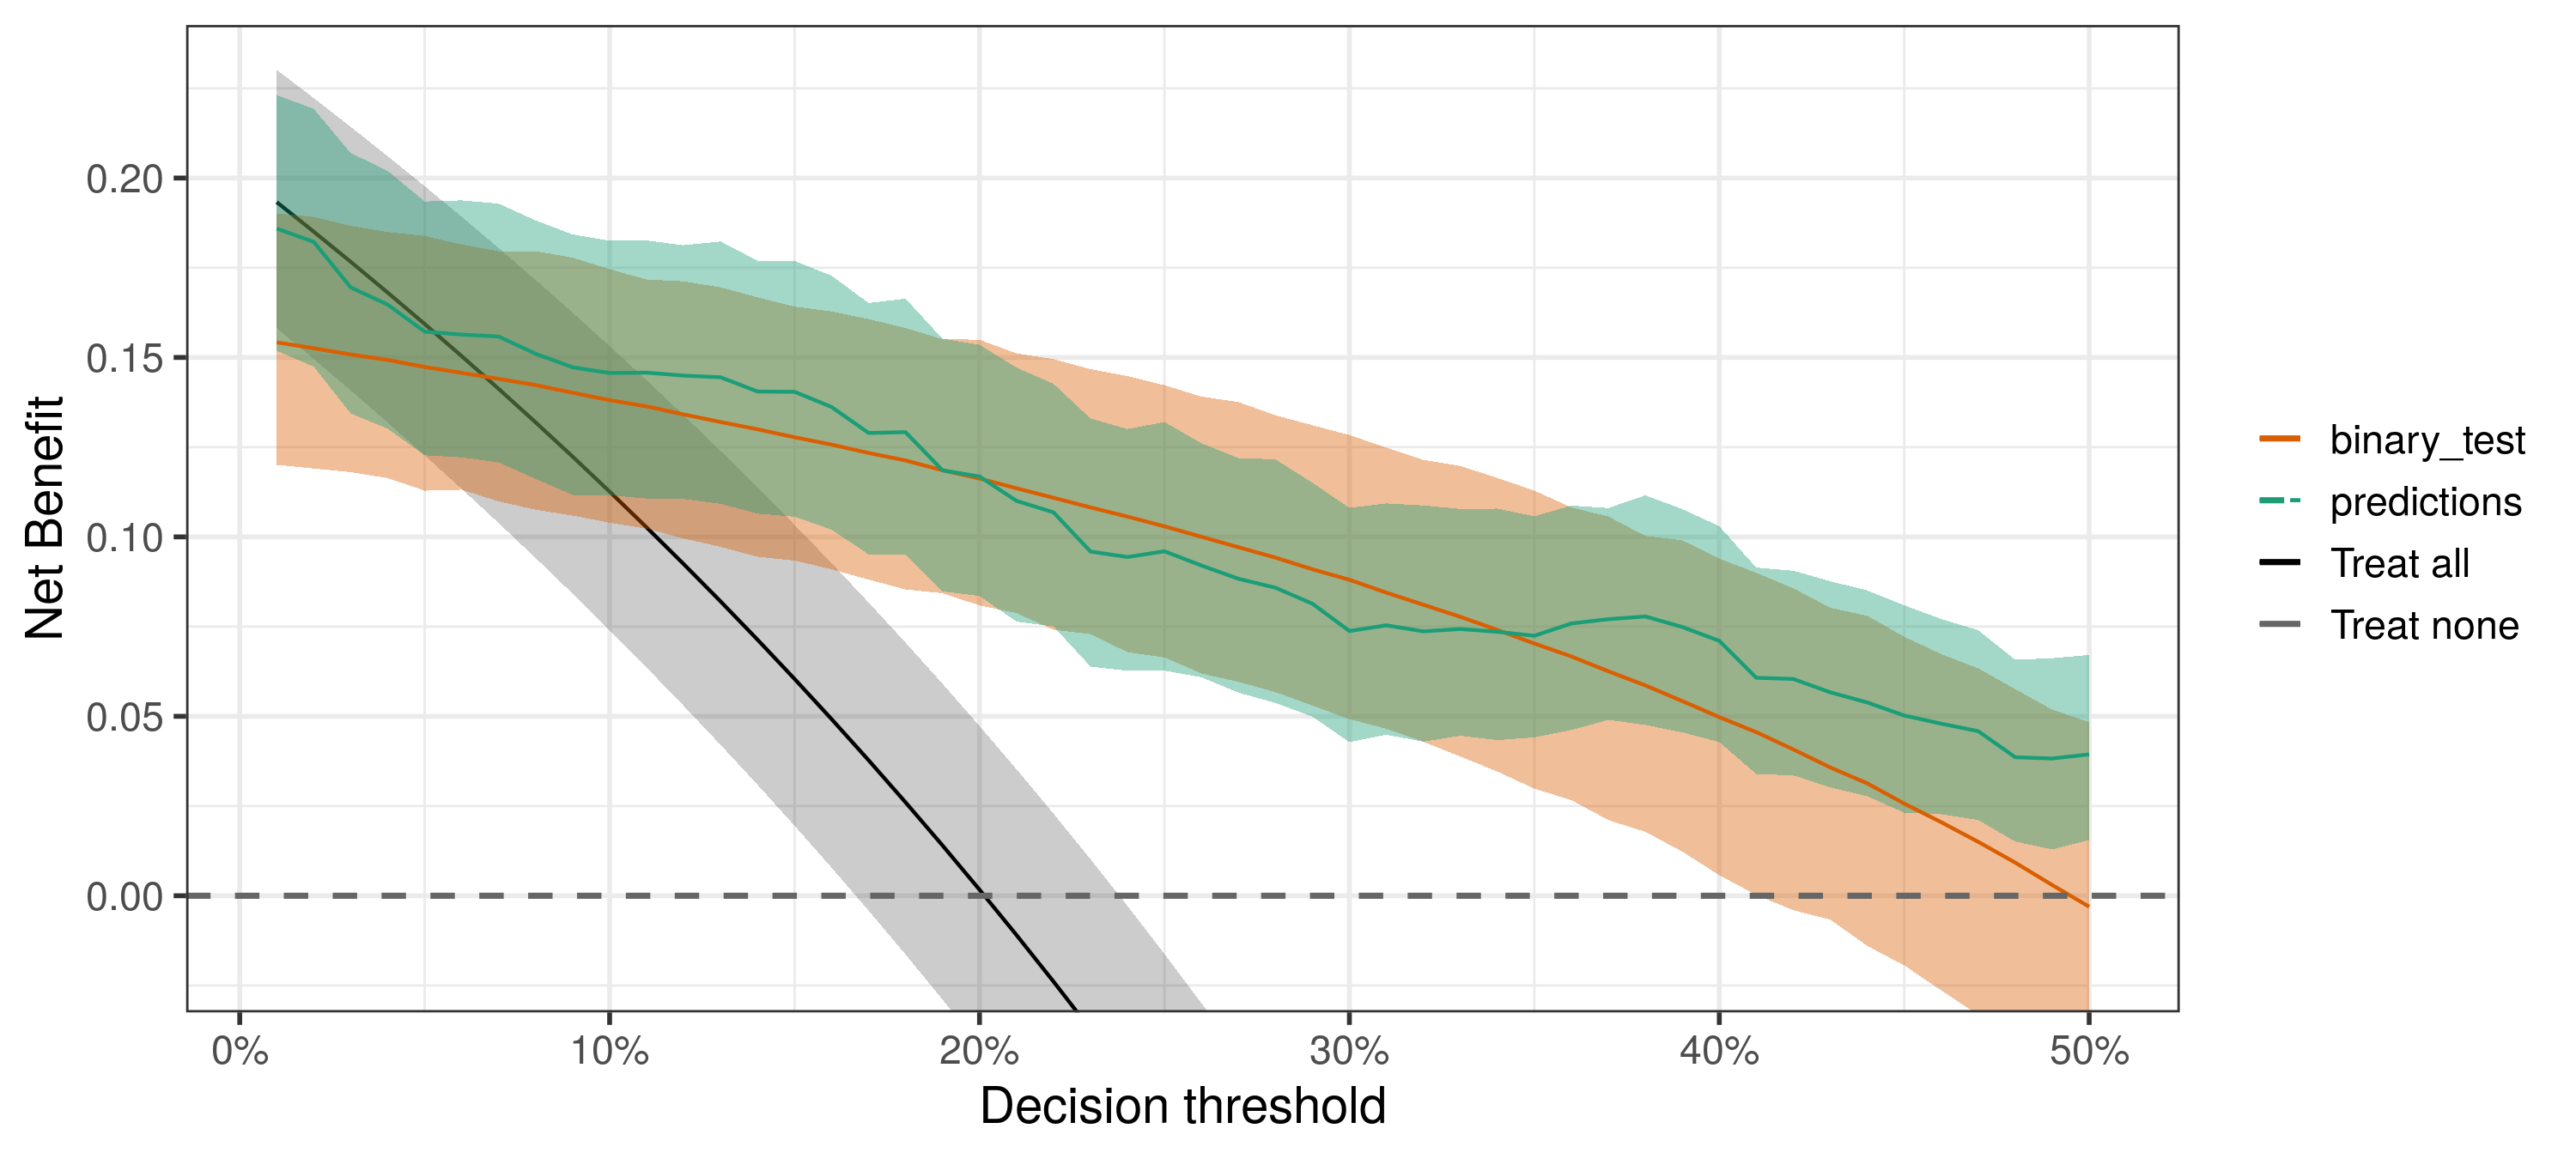 Net Benefit
0.20
0.15
0.10
0.05
0.00
0%
10%
20%
30%
40%
50%
Decision threshold
binary_test
predictions
Treat all
Treat none